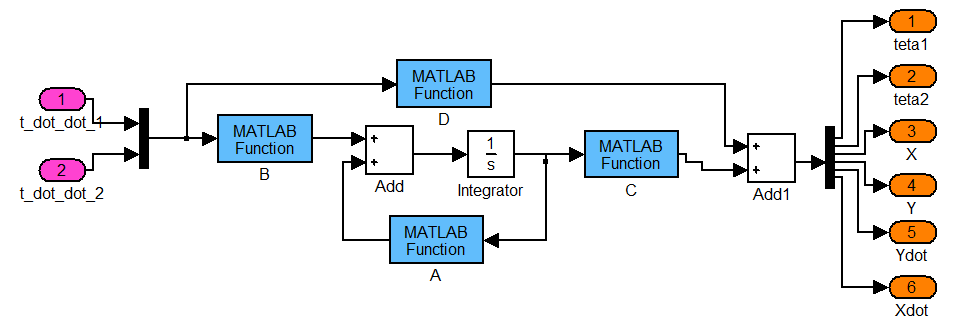 1
t_dot_dot_1
2
t_dot_dot_2
MATLAB
Function
B
MATLAB
Function
D
+
+
Add
1
s
Integrator
MATLAB
Function
A
MATLAB
Function
C
+
+
Add1
1
teta1
2
teta2
3
X
4
Y
5
Ydot
6
Xdot